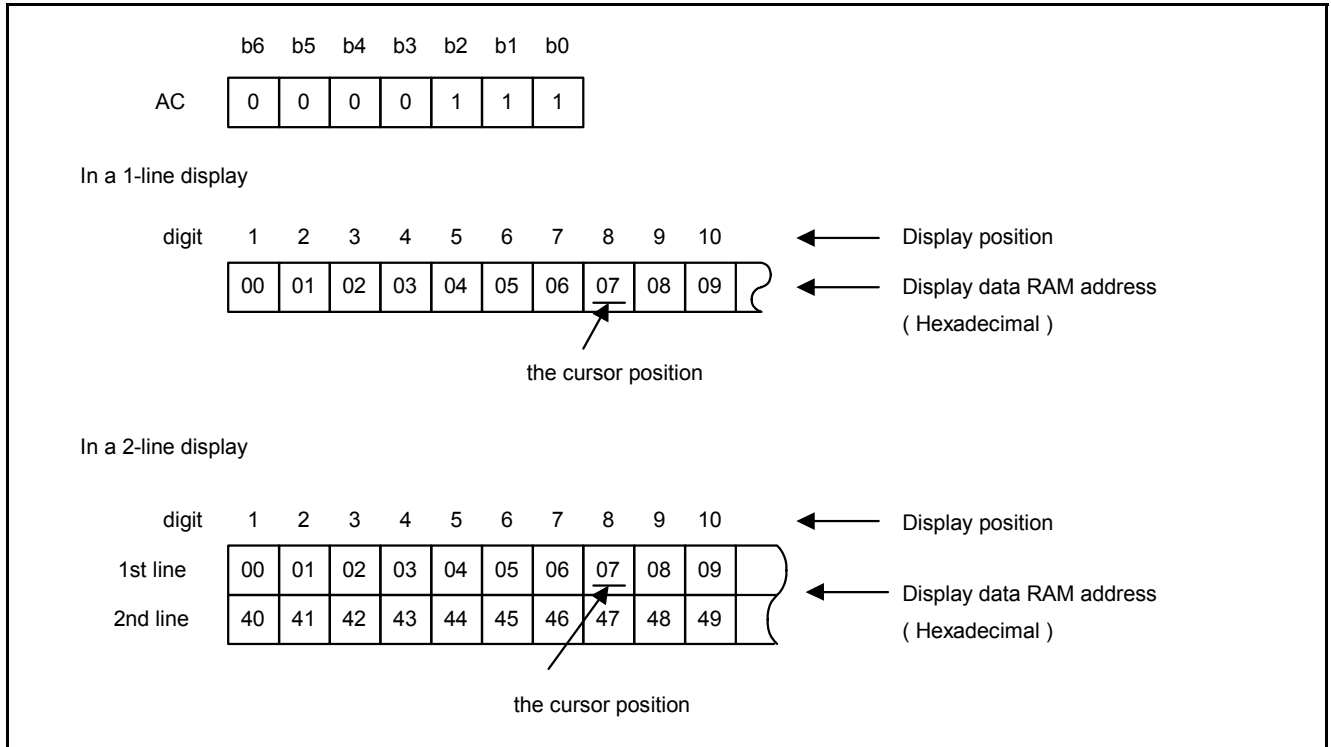 b6 b5 b4 b3 b2 b1 b0
AC 0 0 0 0 1 1 1
In a 1-line display
digit 1 2 3 4 5 6 7 8 9 10 Display position
00 01 02 03 04 05 06 07 08 09 Display data RAM address
( Hexadecimal )
the cursor position
In a 2-line display
digit 1 2 3 4 5 6 7 8 9 10 Display position
1st line 00 01 02 03 04 05 06 07 08 09
Display data RAM address
2nd line 40 41 42 43 44 45 46 47 48 49
( Hexadecimal )
the cursor position